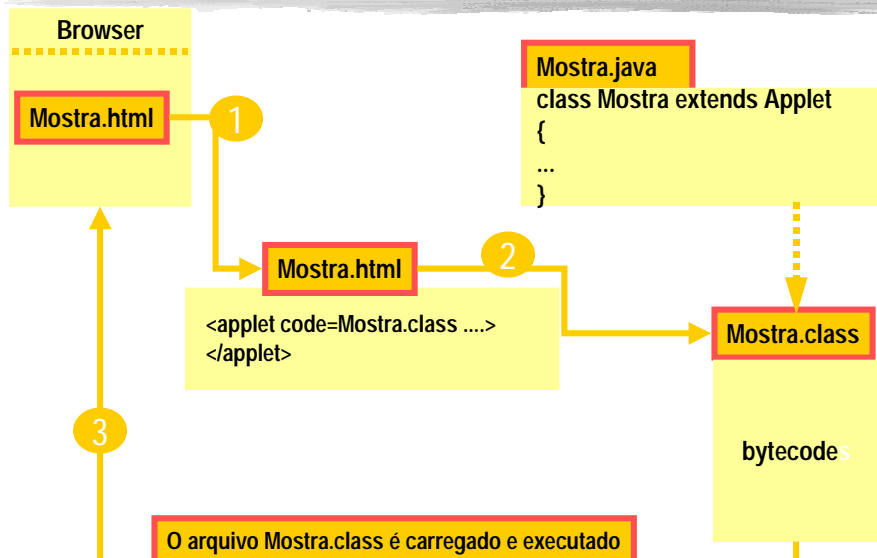 Browser
Mostra.html
1
Mostra.java
class Mostra extends Applet
{
...
}
Mostra.html
2
<applet code=Mostra.class ....>
</applet>
Mostra.class
bytecodes
3
O arquivo Mostra.class é carregado e executado